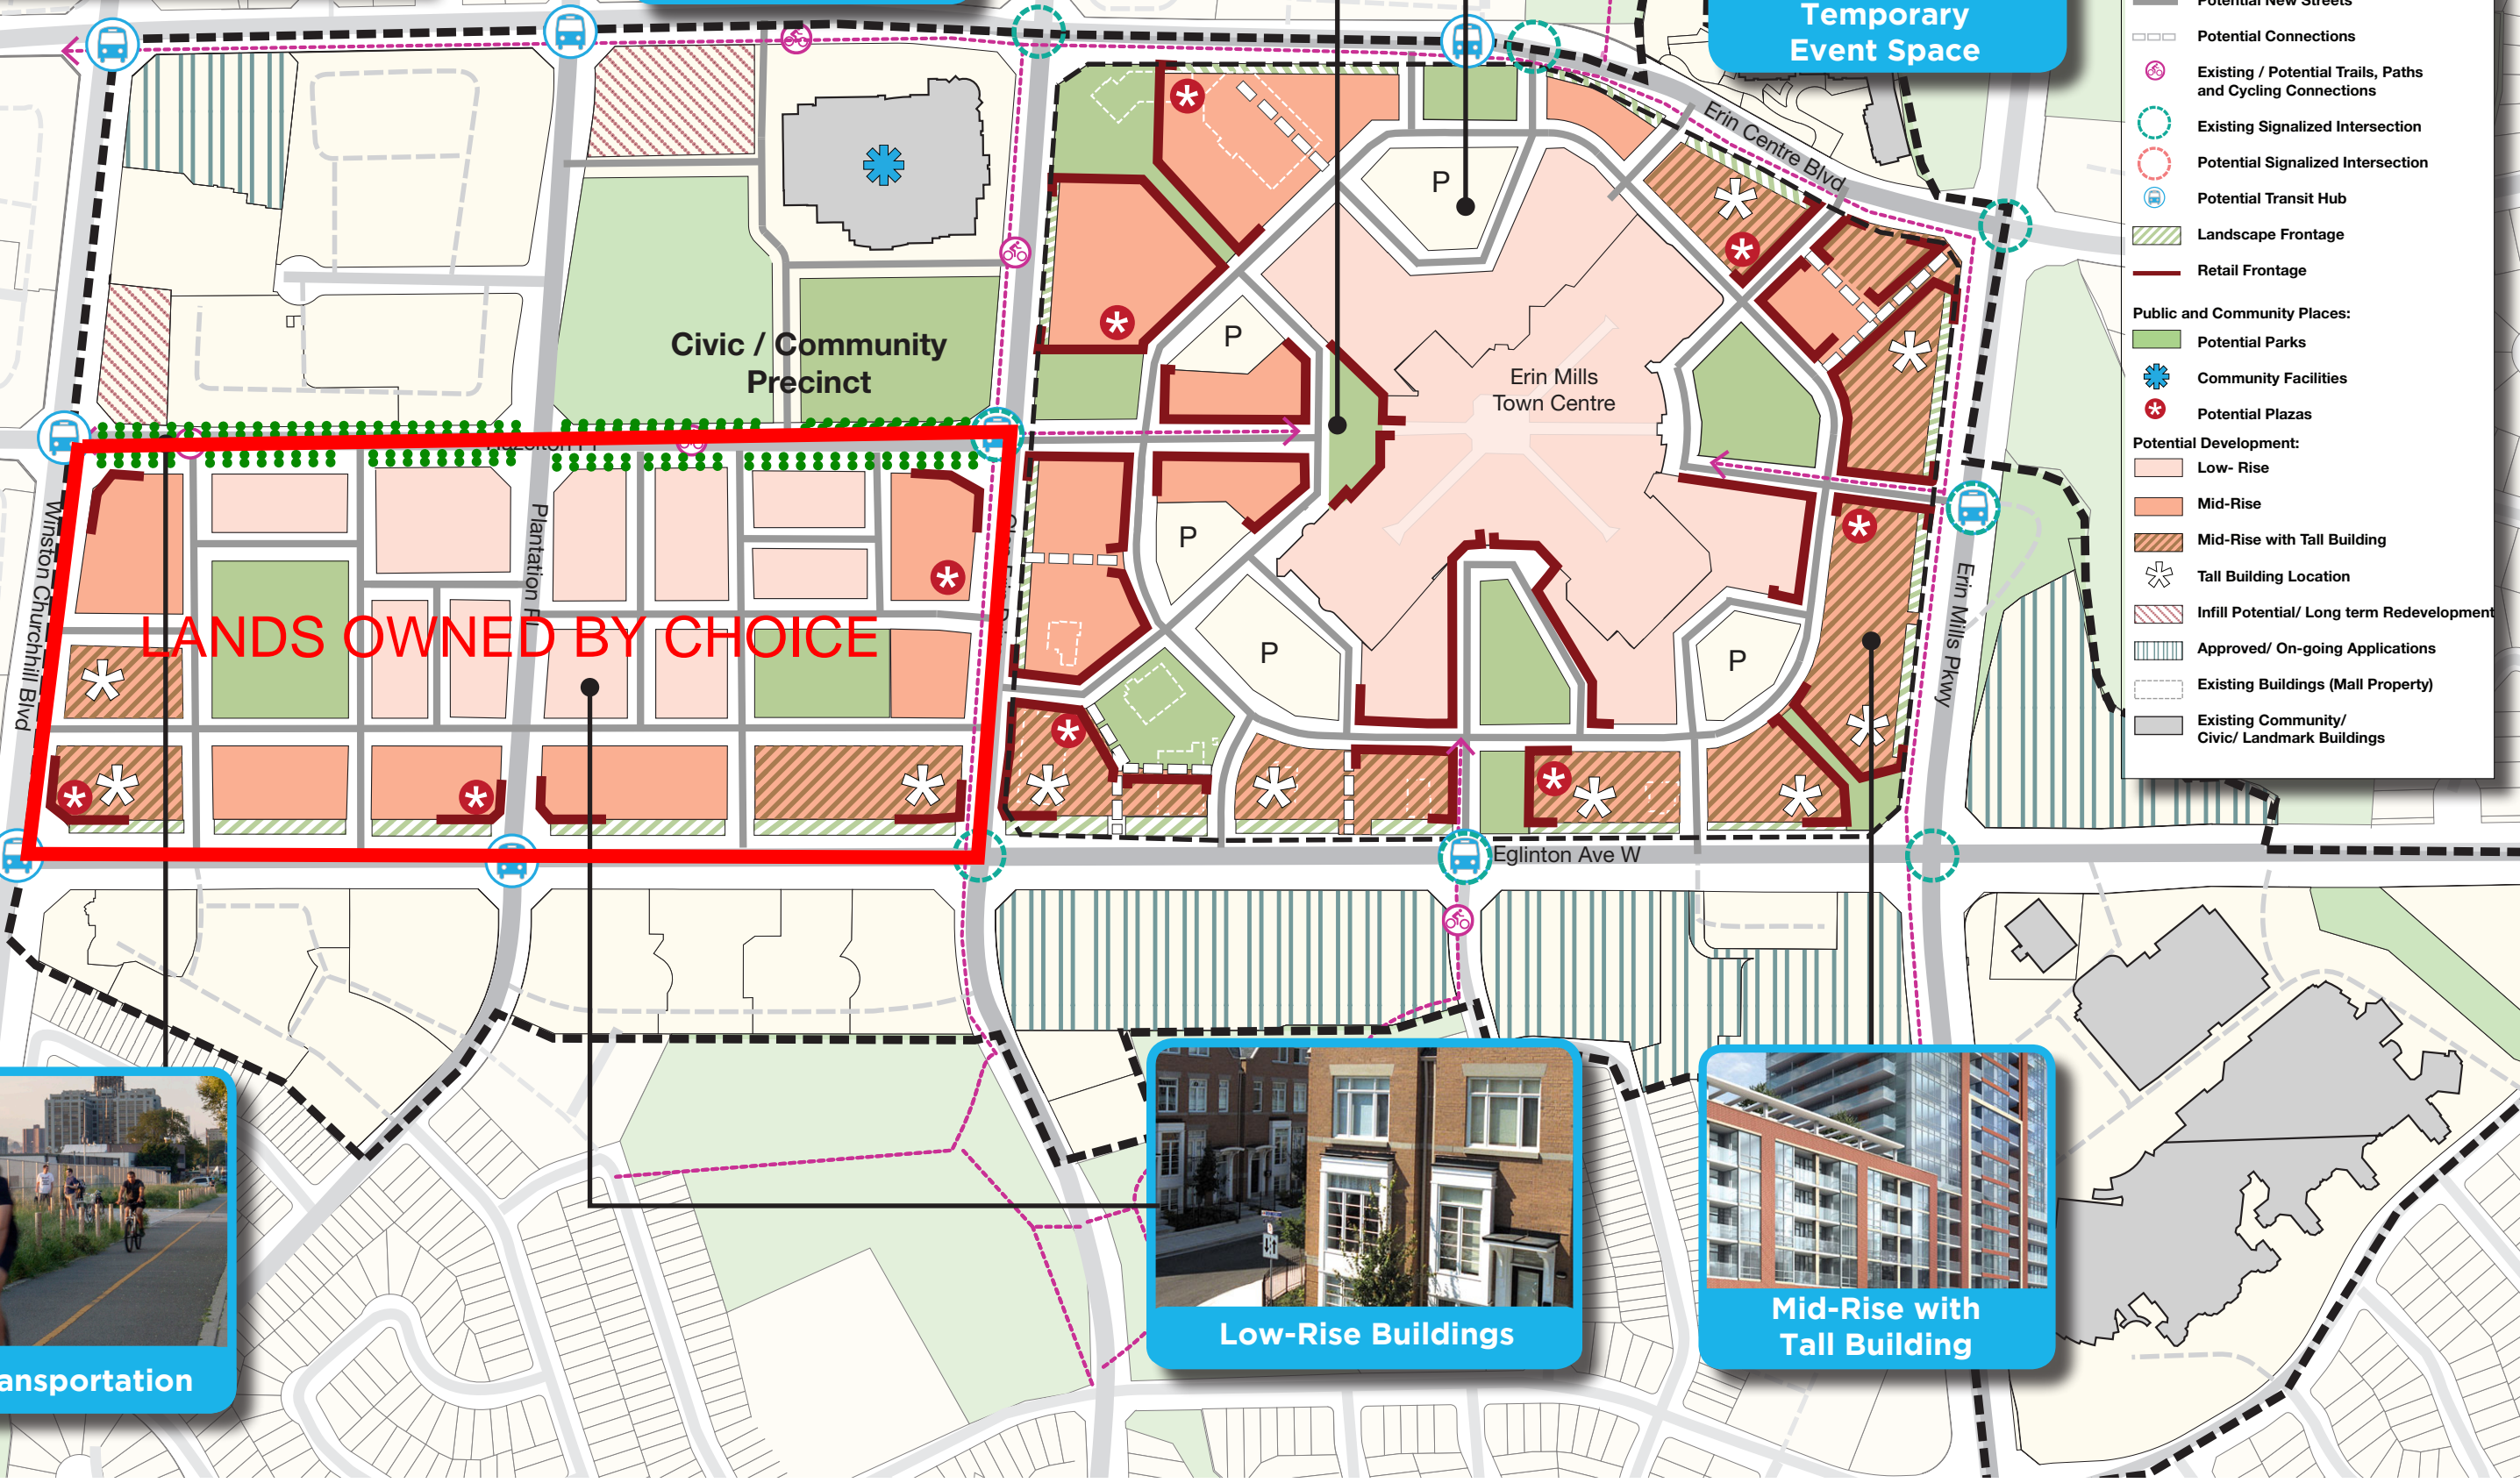 Temporary
Event Space
Potential New Streets
Potential Connections
Existing / Potential Trails, Paths
and Cycling Connections
Existing Signalized Intersection
Potential Signalized Intersection
Potential Transit Hub
Landscape Frontage
Retail Frontage
Public and Community Places:
Potential Parks
Community Facilities
Potential Plazas
Potential Development:
Low- Rise
Mid-Rise
Mid-Rise with Tall Building
Tall Building Location
Infill Potential/ Long term Redevelopment
Approved/ On-going Applications
Existing Buildings (Mall Property)
Existing Community/
Civic/ Landmark Buildings
Erin Centre Blvd
P
Civic / Community
Precinct
P
Erin Mills
Town Centre
Winston Churchhill Blvd
Plantation Pl
LANDS OWNED BY CHOICE
P
P
P
Erin Mills Pkwy
Eglinton Ave W
ansportation
Low-Rise Buildings
Mid-Rise with
Tall Building